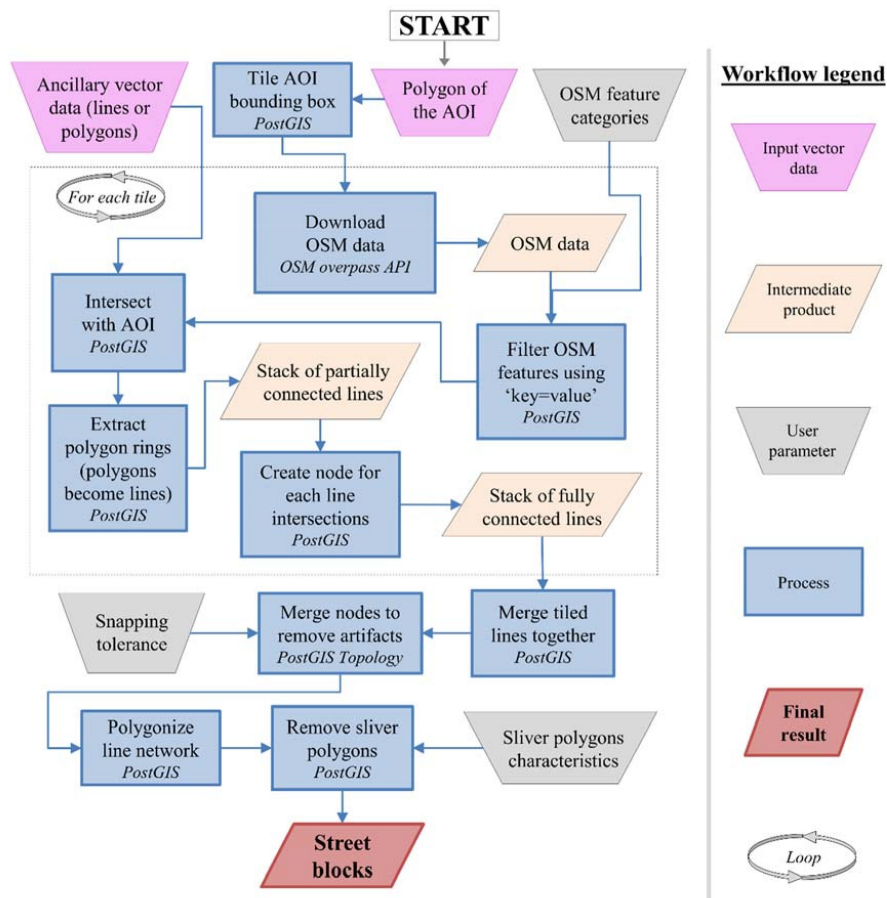 START
Ancillary vector
data (lines or
polygons)
Tile AOI
bounding box
PostGIS
Polygon of
the AOI
OSM feature
categories
For each tile
Download
OSM data
OSM overpass API
OSM data
Intersect
with AOI
PostGIS
Filter OSM
features using
‘key=value’
PostGIS
Stack of partially
connected lines
Extract
polygon rings
(polygons
become lines)
PostGIS
Create node for
each line
intersections
PostGIS
Stack of fully
connected lines
Snapping
tolerance
Merge nodes to
remove artifacts
PostGIS Topology
Merge tiled
lines together
PostGIS
Polygonize
line network
PostGIS
Remove sliver
polygons
PostGIS
Sliver polygons
characteristics
Street
blocks
Workflow legend
Input vector
data
Intermediate
product
User
parameter
Process
Final
result
Loop